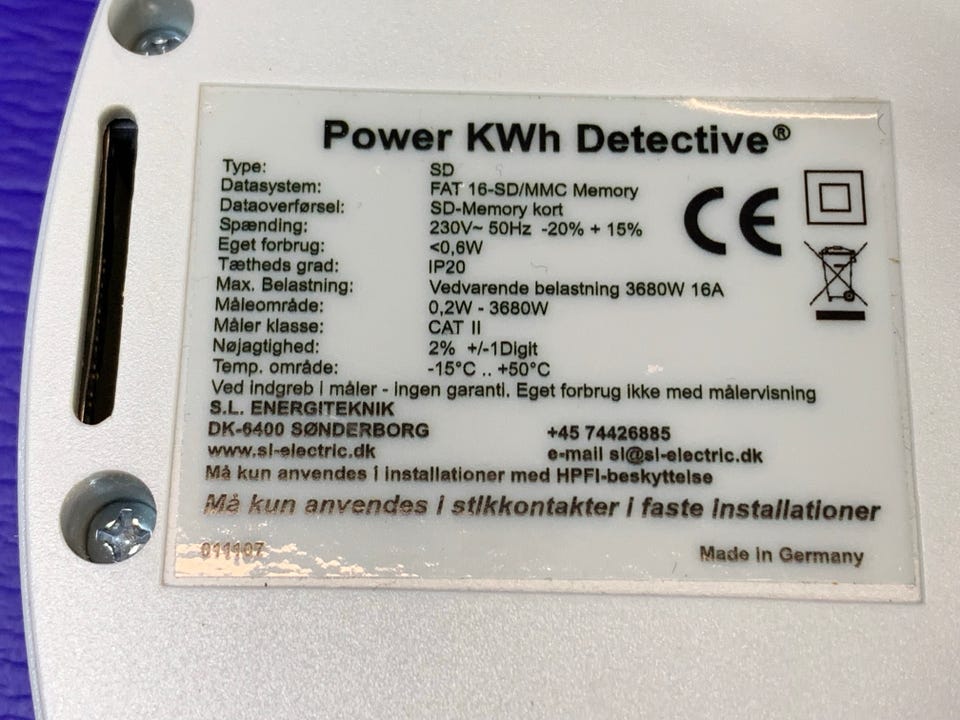 Power KWh Detective®
Type: SD
Datasystem: FAT 16-SD/MMC Memory
Dataoverførsel: SD-Memory kort
Spænding: 230V~ 50Hz -20% + 15%
Eget forbrug: <0,6W
Tætheds grad: IP20
Max. Belastning: Vedvarende belastning 3680W 16A
Måleområde: 0,2W - 3680W
Måler klasse: CAT II
Nøjagtighed: 2% +/-1Digit
Temp. område: -15°C .. +50°C
Ved indgreb i måler - ingen garanti. Eget forbrug ikke med målervisning
S.L. ENERGITEKNIK
DK-6400 SØNDERBORG +45 74426885
www.sl-electric.dk e-mail sl@sl-electric.dk
Må kun anvendes i installationer med HPFI-beskyttelse
Må kun anvendes i stikkontakter i faste installationer
011107 Made in Germany
CE